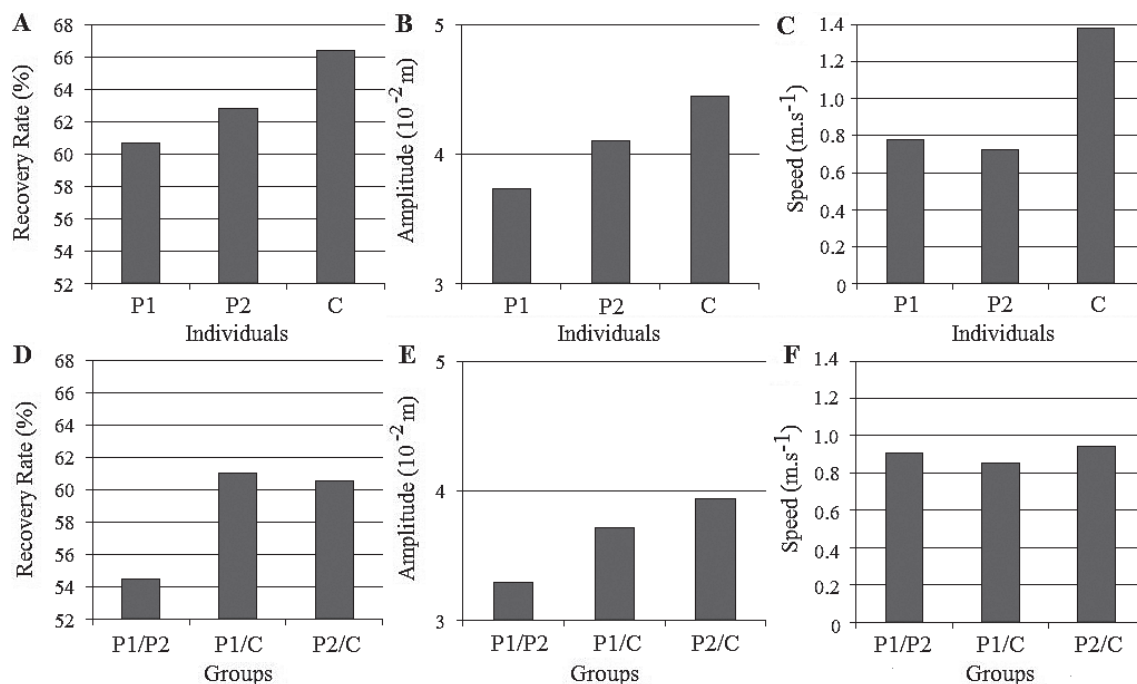 A
Recovery Rate (%)
68
66
64
62
60
58
56
54
52
P1 P2 C
Individuals
B
Amplitude (10⁻² m)
5
4
3
P1 P2 C
Individuals
C
Speed (m.s⁻¹)
1.4
1.2
1.0
0.8
0.6
0.4
0.2
0
P1 P2 C
Individuals
D
Recovery Rate (%)
68
66
64
62
60
58
56
54
52
P1/P2 P1/C P2/C
Groups
E
Amplitude (10⁻² m)
5
4
3
P1/P2 P1/C P2/C
Groups
F
Speed (m.s⁻¹)
1.4
1.2
1.0
0.8
0.6
0.4
0.2
0
P1/P2 P1/C P2/C
Groups